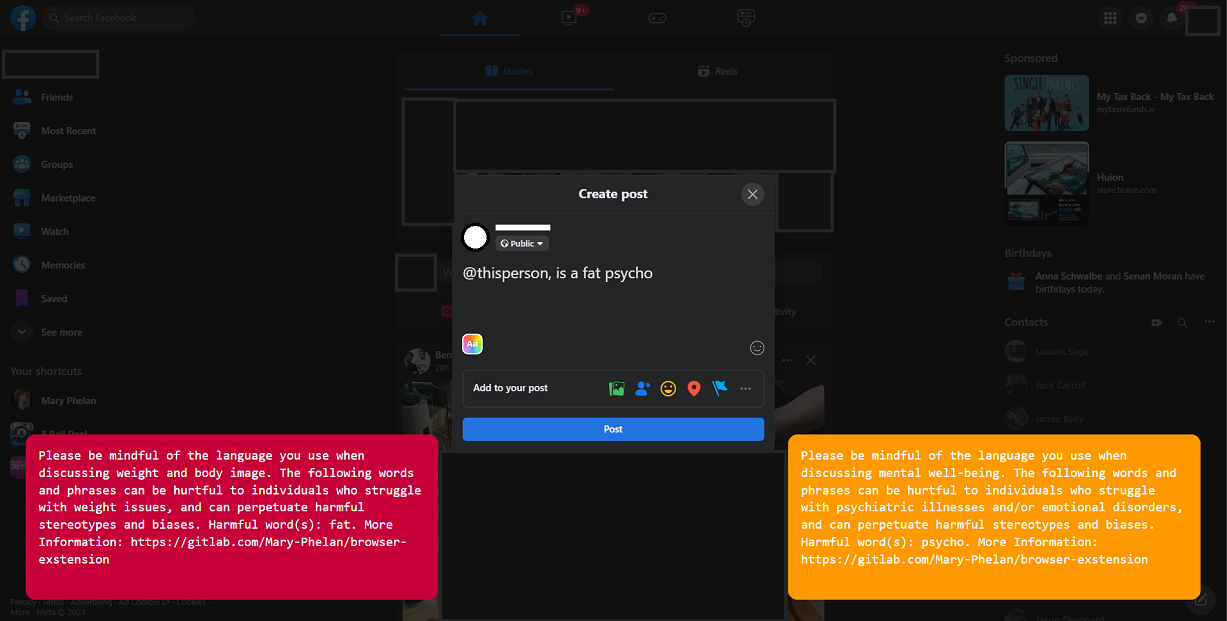 Search Facebook
9+
20
Stories
Reels
Friends
Most Recent
Groups
Marketplace
Watch
Memories
Saved
See more
Your shortcuts
Mary Phelan
8 Ball Pool
Create post
Public
@thisperson, is a fat psycho
Aa
Add to your post
Post
Ben
20h
Sponsored
SINGLE PARENTS
My Tax Back - My Tax Back
mytaxrefunds.ie
Huion
store.huion.com
Birthdays
Anna Schwalbe and Senan Moran have
birthdays today.
Contacts
Lauren Sage
Jack Carroll
Jamie Kelly
Please be mindful of the language you use when
discussing weight and body image. The following words
and phrases can be hurtful to individuals who struggle
with weight issues, and can perpetuate harmful
stereotypes and biases. Harmful word(s): fat. More
Information: https://gitlab.com/Mary-Phelan/browser-
exstension
Please be mindful of the language you use when
discussing mental well-being. The following words and
phrases can be hurtful to individuals who struggle
with psychiatric illnesses and/or emotional disorders,
and can perpetuate harmful stereotypes and biases.
Harmful word(s): psycho. More Information:
https://gitlab.com/Mary-Phelan/browser-exstension
Privacy · Terms · Advertising · Ad Choices · Cookies ·
More · Meta © 2023